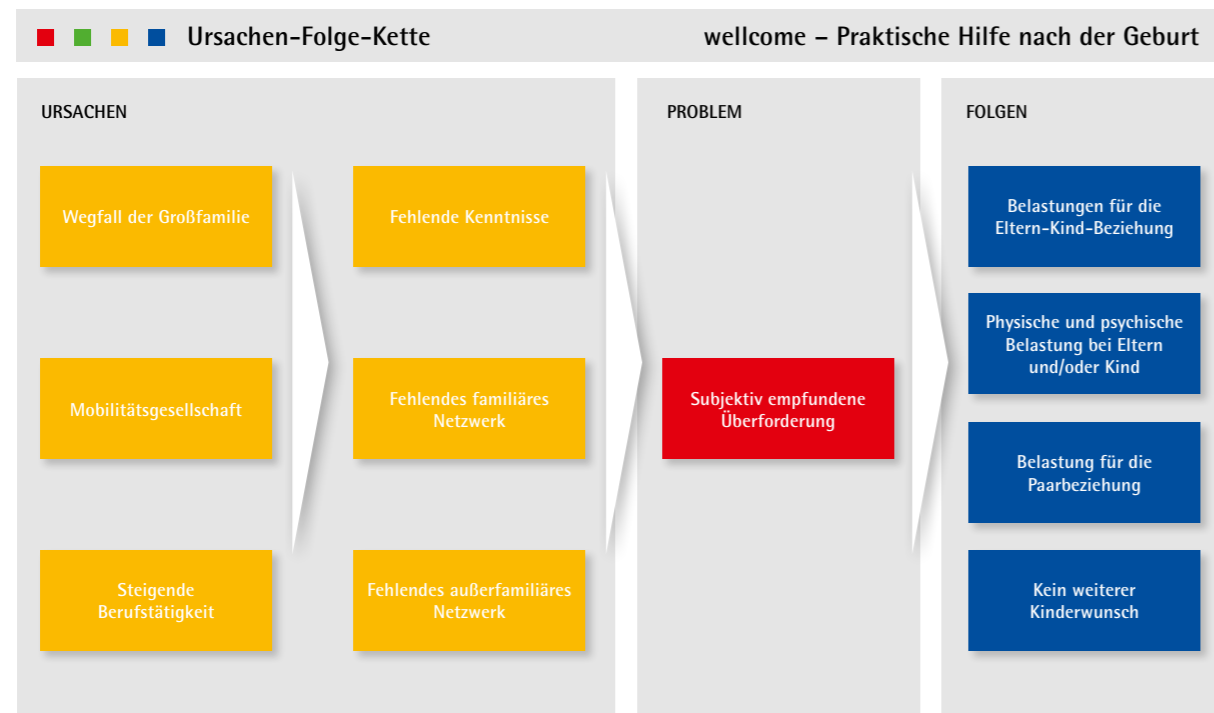 Ursachen-Folge-Kette
wellcome – Praktische Hilfe nach der Geburt
URSACHEN
Wegfall der Großfamilie
Mobilitätsgesellschaft
Steigende
Berufstätigkeit
Fehlende Kenntnisse
Fehlendes familiäres
Netzwerk
Fehlendes außerfamiliäres
Netzwerk
PROBLEM
Subjektiv empfundene
Überforderung
FOLGEN
Belastungen für die
Eltern-Kind-Beziehung
Physische und psychische
Belastung bei Eltern
und/oder Kind
Belastung für die
Paarbeziehung
Kein weiterer
Kinderwunsch